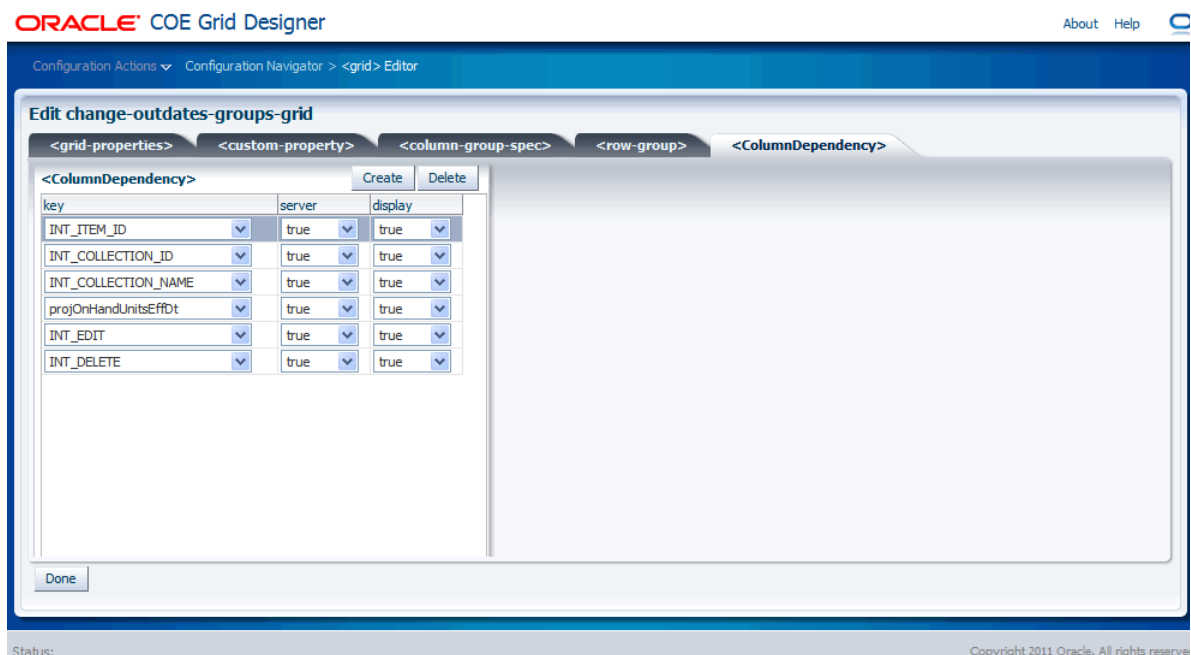 ORACLE COE Grid Designer About Help
Configuration Actions Configuration Navigator > <grid> Editor
Edit change-outdates-groups-grid
<grid-properties> <custom-property> <column-group-spec> <row-group> <ColumnDependency>
<ColumnDependency> Create Delete
key server display
INT_ITEM_ID true true
INT_COLLECTION_ID true true
INT_COLLECTION_NAME true true
projOnHandUnitsEffDt true true
INT_EDIT true true
INT_DELETE true true
Done
Status: Copyright 2011 Oracle. All rights reserved